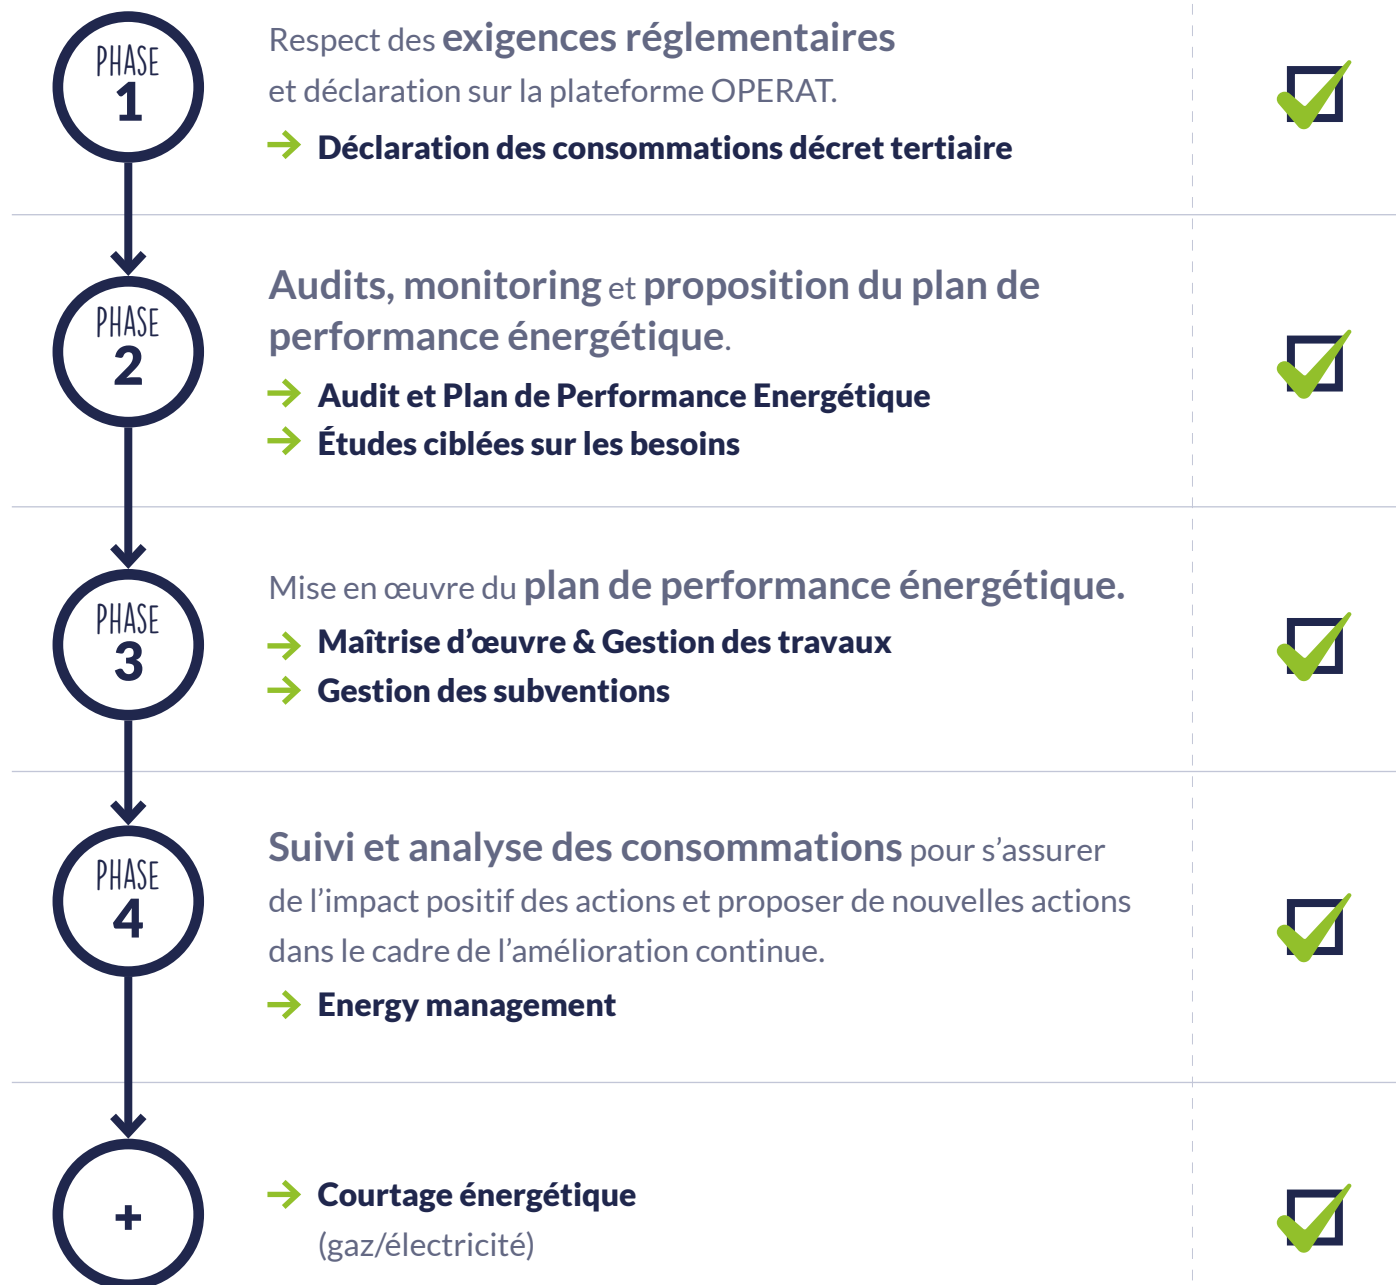 PHASE
1
Respect des exigences réglementaires
et déclaration sur la plateforme OPERAT.
Déclaration des consommations décret tertiaire
PHASE
2
Audits, monitoring et proposition du plan de
performance énergétique.
Audit et Plan de Performance Energétique
Études ciblées sur les besoins
PHASE
3
Mise en œuvre du plan de performance énergétique.
Maîtrise d’œuvre & Gestion des travaux
Gestion des subventions
PHASE
4
Suivi et analyse des consommations pour s’assurer
de l’impact positif des actions et proposer de nouvelles actions
dans le cadre de l’amélioration continue.
Energy management
+
Courtage énergétique
(gaz/électricité)